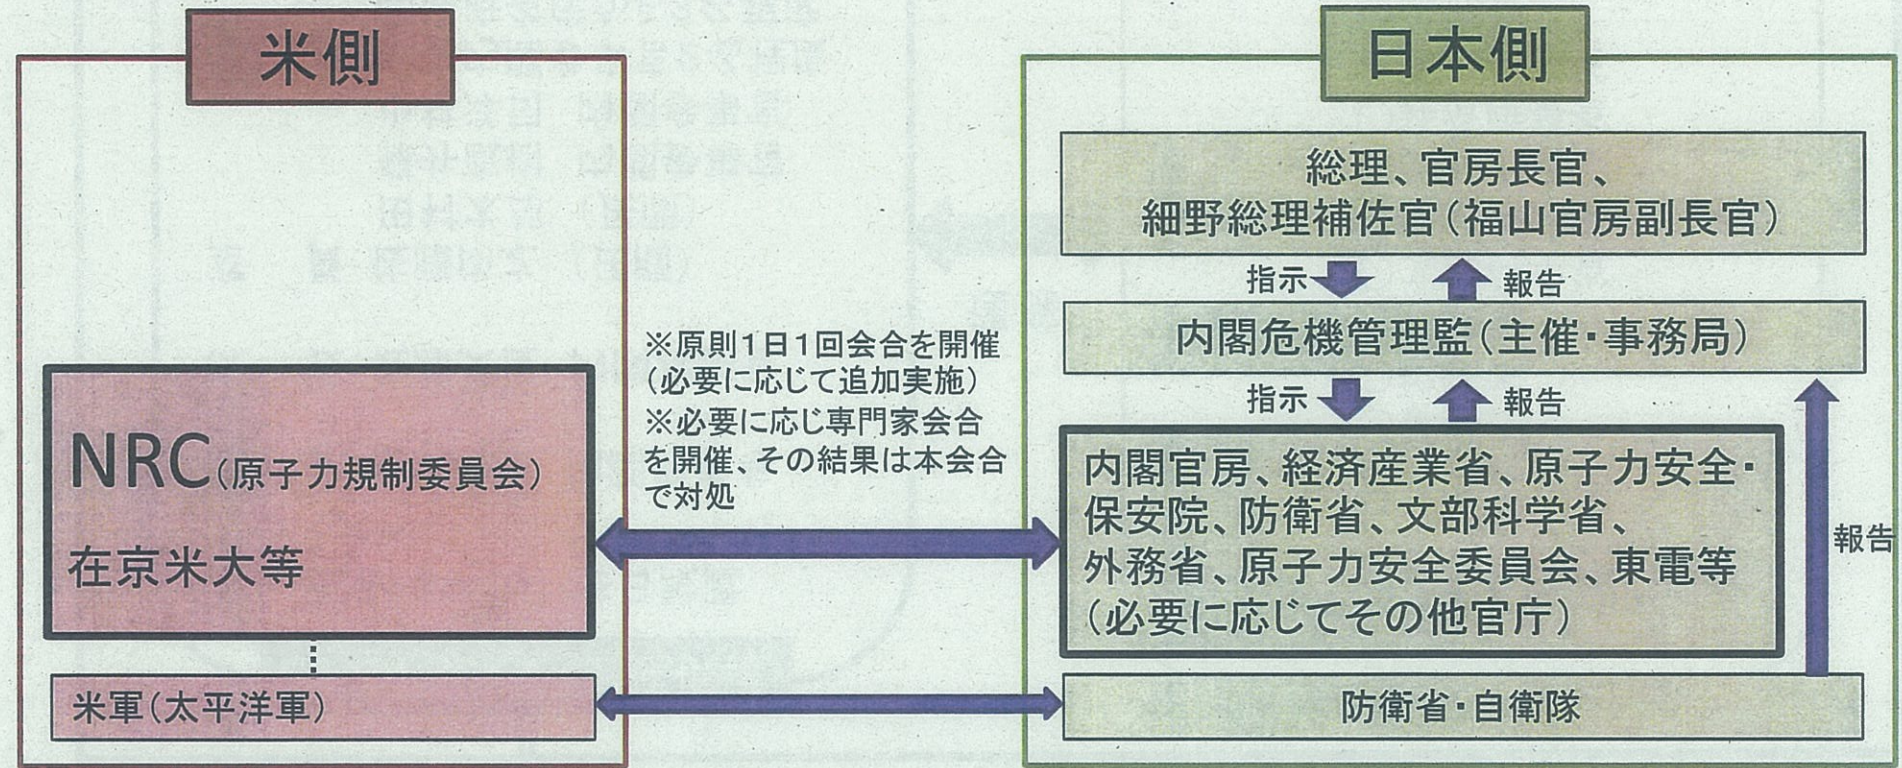 米側
NRC(原子力規制委員会)
在京米大等
米軓(太平洋軍)
※原則1日1回会合を開催
(必要に応じて追加実施)
※必要に応じ専門家会合
を開催、その結果は本会合
で対処
日本側
総理、官房長官、
細野総理補佐官(福山官房副長官)
指示
報告
内閣危機管理監(主催・事務局)
指示
報告
内閣官房、経済産業省、原子力安全・
保安院、防衛省、文部科学省、
外務省、原子力安全委員会、東電等
(必要に応じてその他官庁)
報告
防衛省・自衛隊